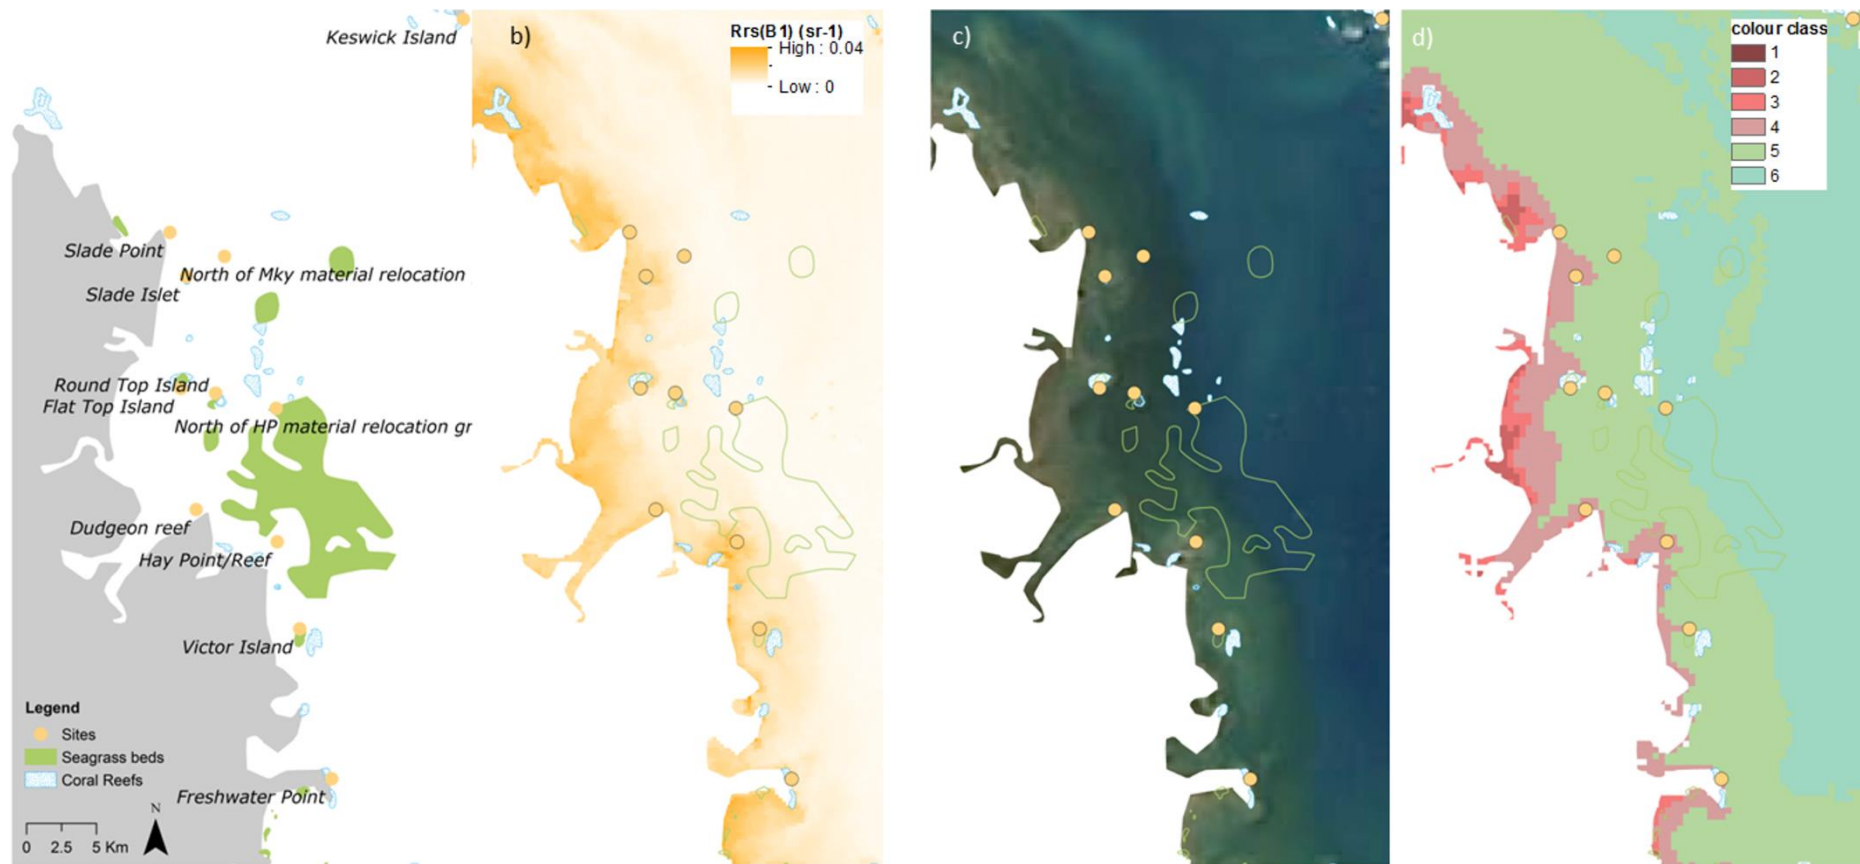 Keswick Island
Slade Point
North of Mky material relocation
Slade Islet
Round Top Island
Flat Top Island
North of HP material relocation gr
Dudgeon reef
Hay Point/Reef
Victor Island
Freshwater Point
Legend
Sites
Seagrass beds
Coral Reefs
N
0 2.5 5 Km
b)
Rrs(B1) (sr-1)
- High : 0.04
-
- Low : 0
c)
d)
colour class
1
2
3
4
5
6